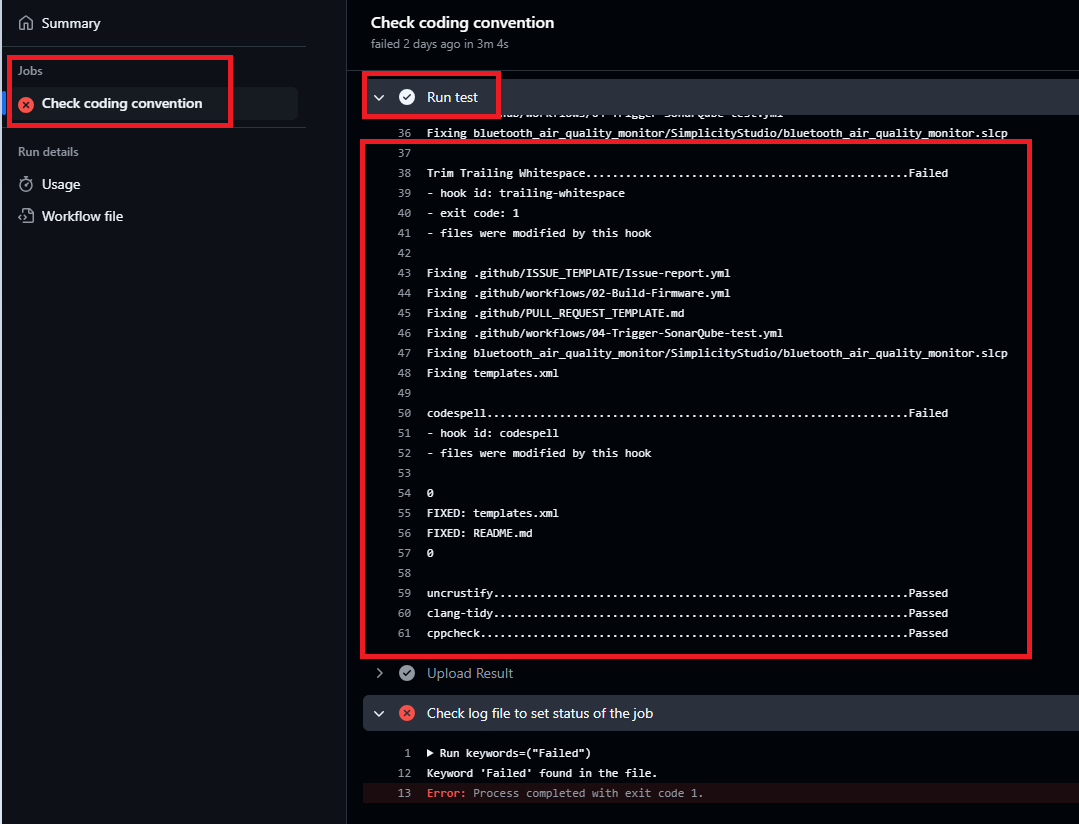 Summary
Jobs
Check coding convention
Run details
Usage
Workflow file
Check coding convention
failed 2 days ago in 3m 4s
Run test
36 Fixing bluetooth_air_quality_monitor/SimplicityStudio/bluetooth_air_quality_monitor.slcp
37
38 Trim Trailing Whitespace.................................................Failed
39 - hook id: trailing-whitespace
40 - exit code: 1
41 - files were modified by this hook
42
43 Fixing .github/ISSUE_TEMPLATE/Issue-report.yml
44 Fixing .github/workflows/02-Build-Firmware.yml
45 Fixing .github/PULL_REQUEST_TEMPLATE.md
46 Fixing .github/workflows/04-Trigger-SonarQube-test.yml
47 Fixing bluetooth_air_quality_monitor/SimplicityStudio/bluetooth_air_quality_monitor.slcp
48 Fixing templates.xml
49
50 codespell................................................................Failed
51 - hook id: codespell
52 - files were modified by this hook
53
54 0
55 FIXED: templates.xml
56 FIXED: README.md
57 0
58
59 uncrustify...............................................................Passed
60 clang-tidy...............................................................Passed
61 cppcheck.................................................................Passed
Upload Result
Check log file to set status of the job
1 ▶ Run keywords=("Failed")
12 Keyword 'Failed' found in the file.
13 Error: Process completed with exit code 1.